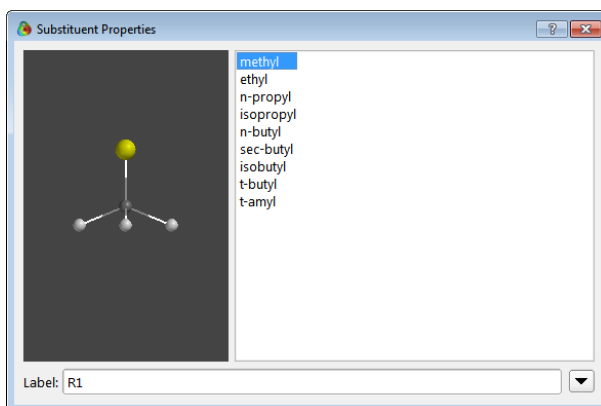 Substituent Properties
methyl
ethyl
n-propyl
isopropyl
n-butyl
sec-butyl
isobutyl
t-butyl
t-amyl
Label: R1